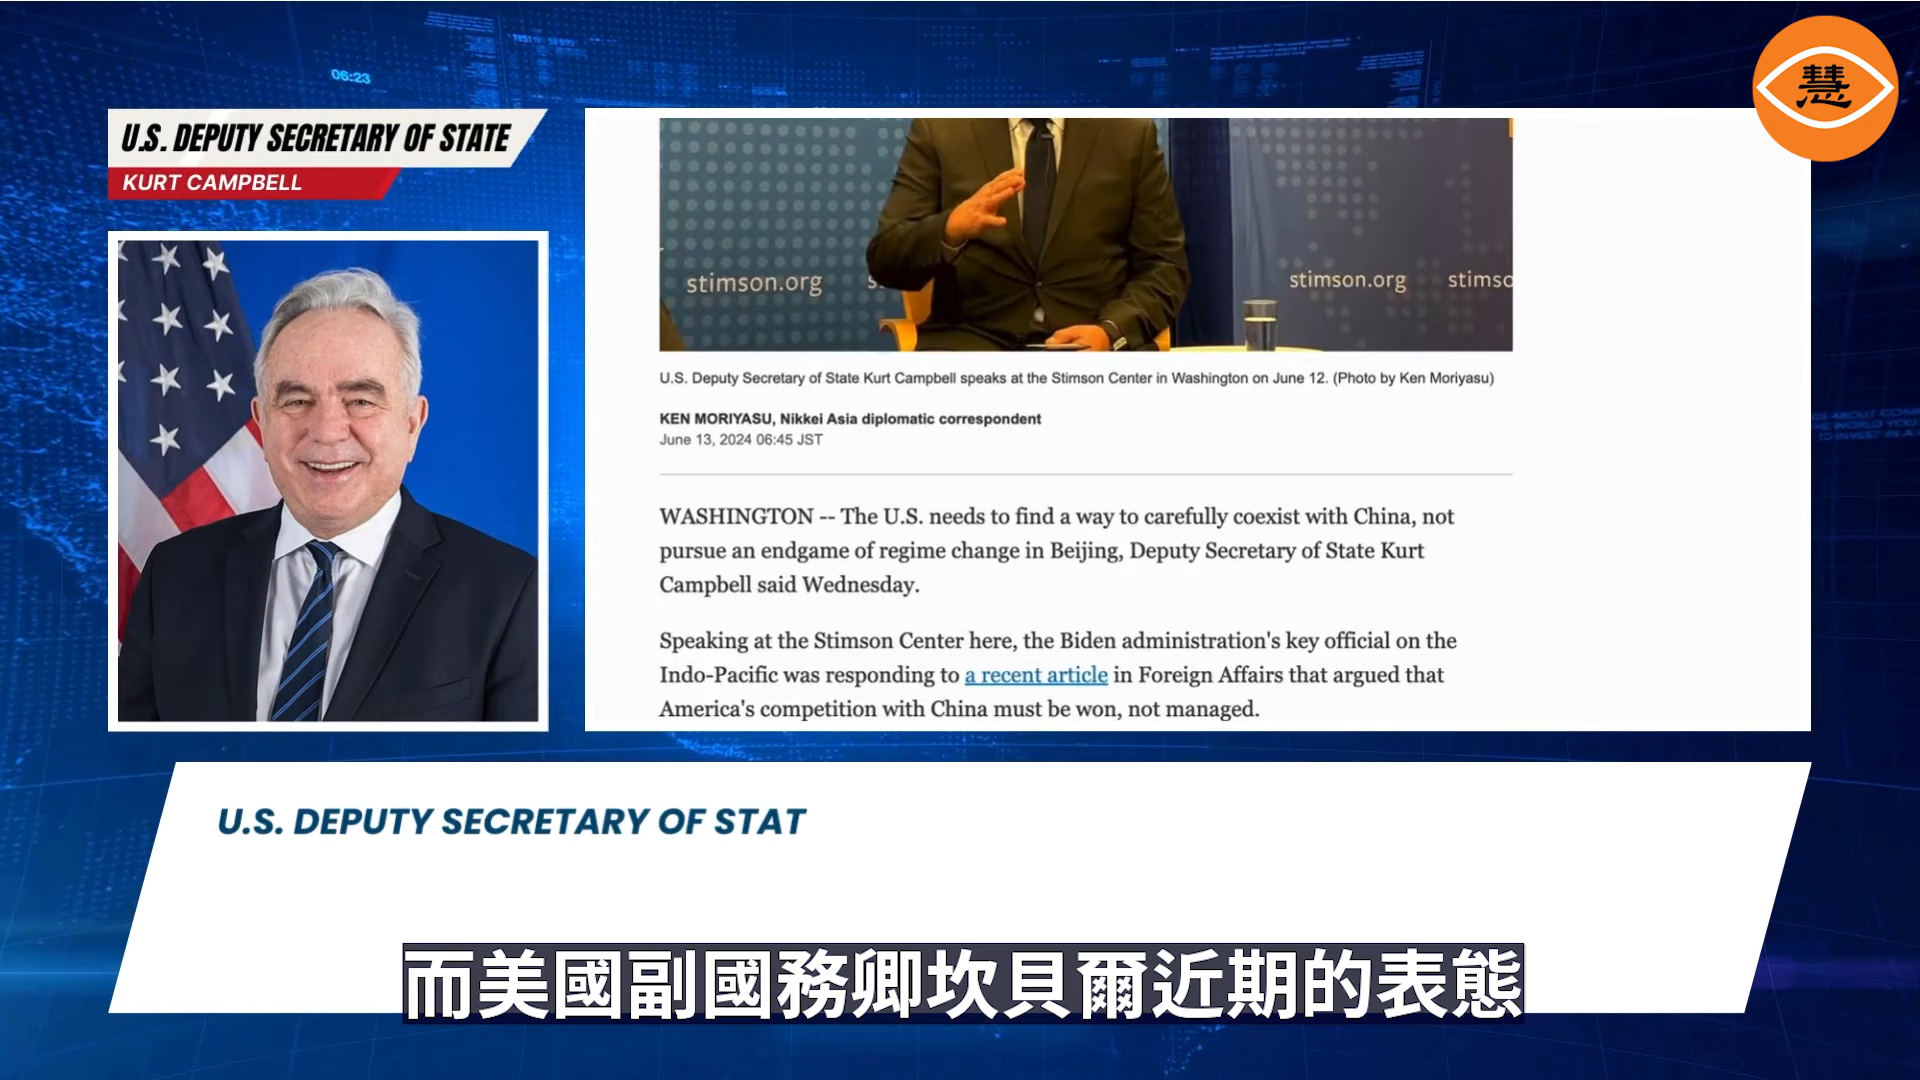 06:23
慧
U.S. DEPUTY SECRETARY OF STATE
KURT CAMPBELL
stimson.org
s
stimson.org
stimso
U.S. Deputy Secretary of State Kurt Campbell speaks at the Stimson Center in Washington on June 12. (Photo by Ken Moriyasu)
KEN MORIYASU, Nikkei Asia diplomatic correspondent
June 13, 2024 06:45 JST
WASHINGTON -- The U.S. needs to find a way to carefully coexist with China, not
pursue an endgame of regime change in Beijing, Deputy Secretary of State Kurt
Campbell said Wednesday.
Speaking at the Stimson Center here, the Biden administration's key official on the
Indo-Pacific was responding to a recent article in Foreign Affairs that argued that
America's competition with China must be won, not managed.
U.S. DEPUTY SECRETARY OF STAT
而美國副國務卿坎貝爾近期的表態